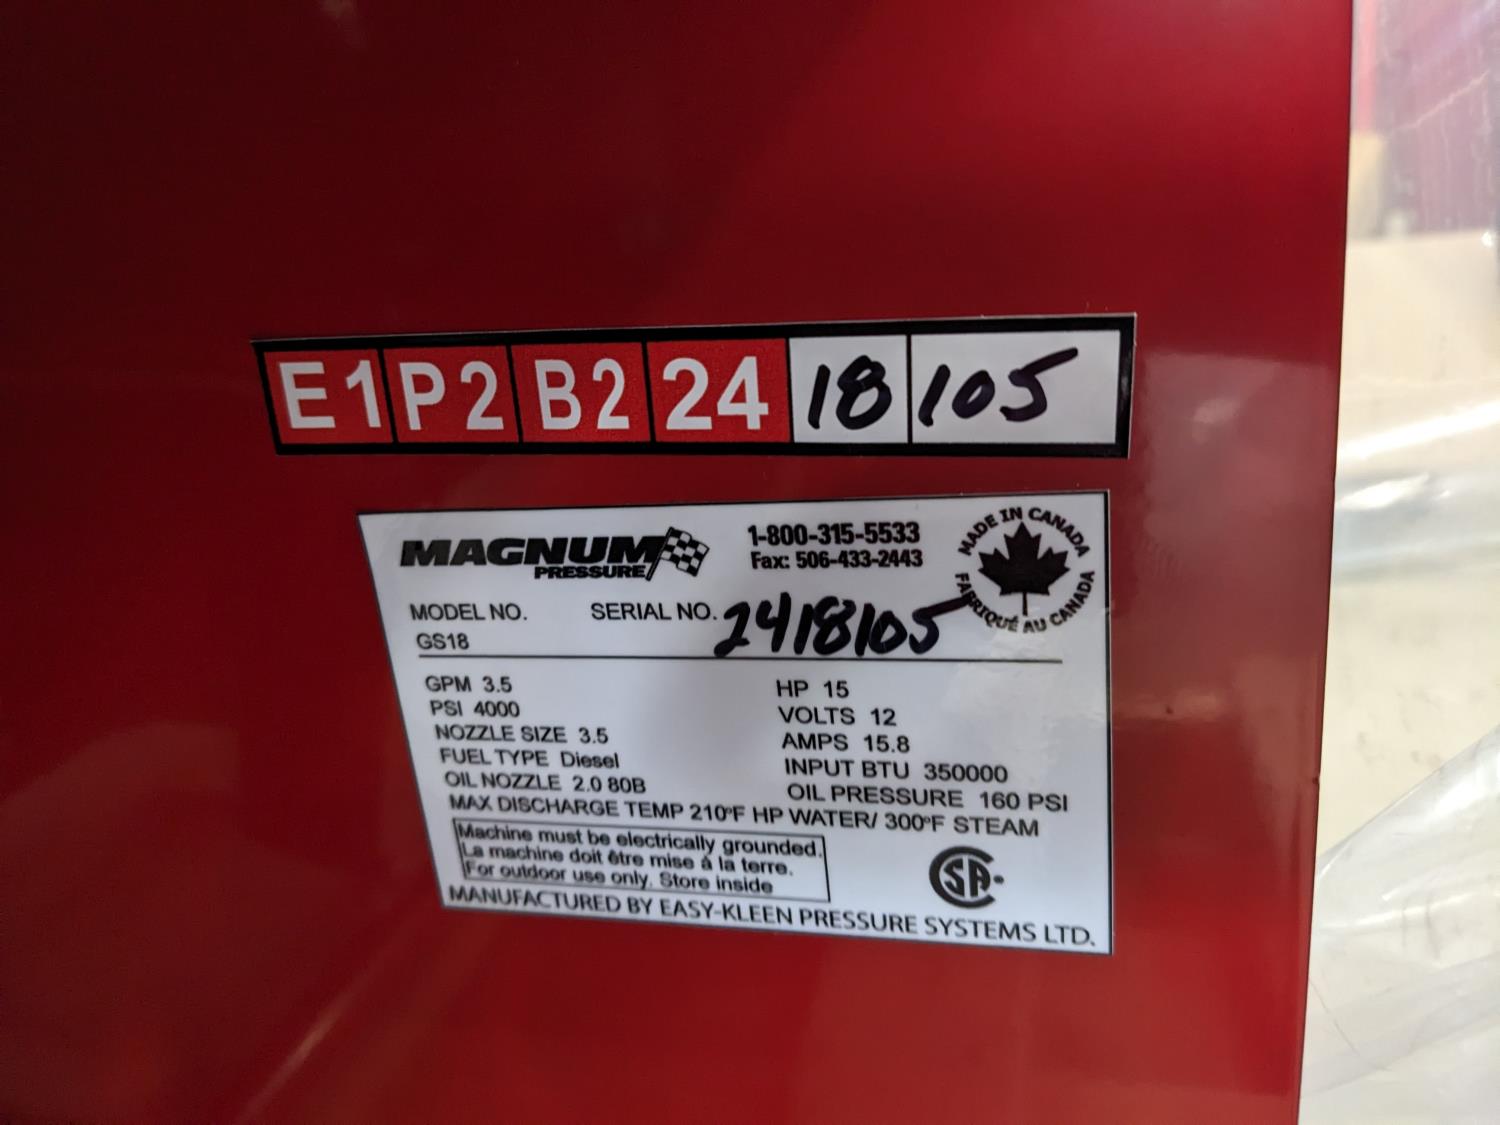 E1 P2 B2 24 18 105
MAGNUM
PRESSURE
1-800-315-5533
Fax: 506-433-2443
MADE IN CANADA
FABRIQUÉ AU CANADA
MODEL NO. SERIAL NO. 2418105
GS18
GPM 3.5 HP 15
PSI 4000 VOLTS 12
NOZZLE SIZE 3.5 AMPS 15.8
FUEL TYPE Diesel INPUT BTU 350000
OIL NOZZLE 2.0 80B OIL PRESSURE 160 PSI
MAX DISCHARGE TEMP 210ºF HP WATER/ 300ºF STEAM
Machine must be electrically grounded.
La machine doit être mise à la terre.
For outdoor use only. Store inside
CSA
MANUFACTURED BY EASY-KLEEN PRESSURE SYSTEMS LTD.